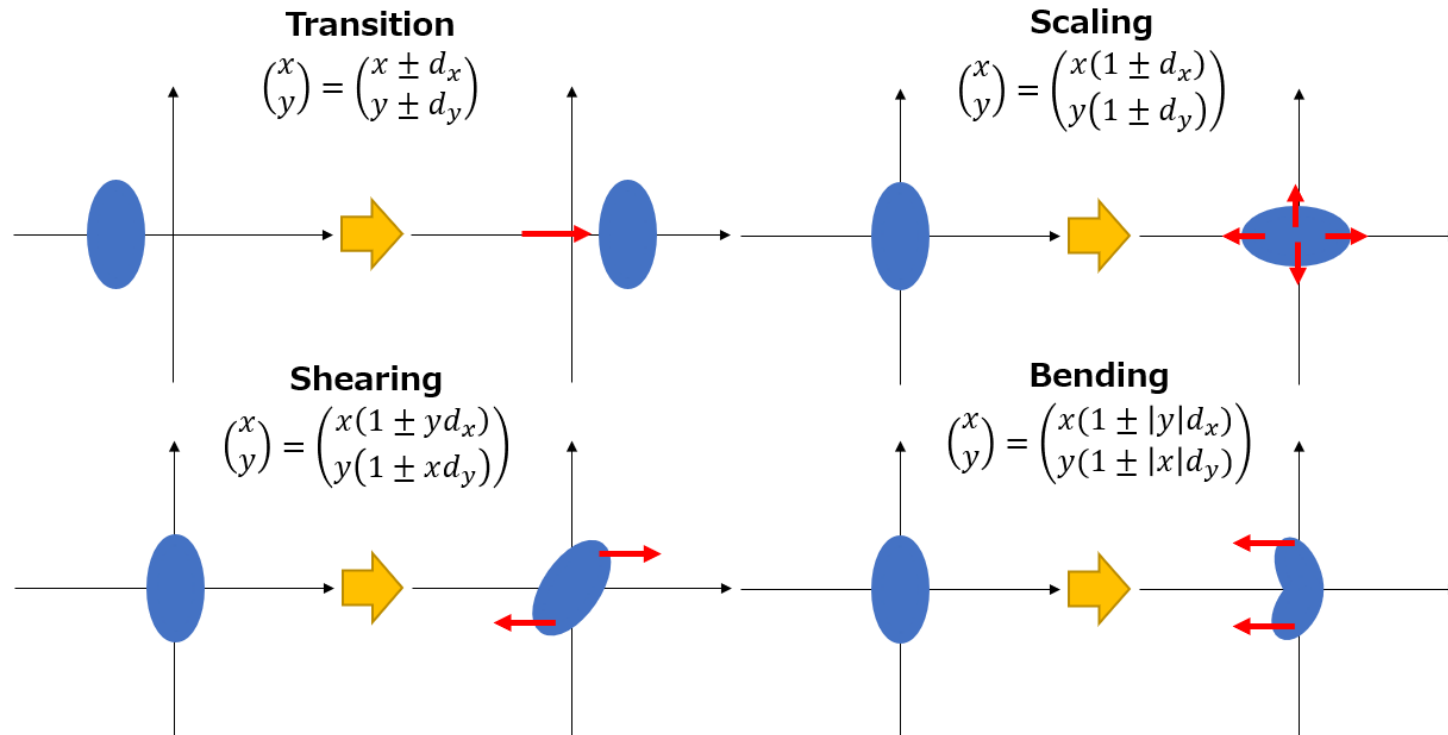 Transition
(x y) = (x ± d_x y ± d_y)
Scaling
(x y) = (x(1 ± d_x) y(1 ± d_y))
Shearing
(x y) = (x(1 ± yd_x) y(1 ± xd_y))
Bending
(x y) = (x(1 ± |y|d_x) y(1 ± |x|d_y))